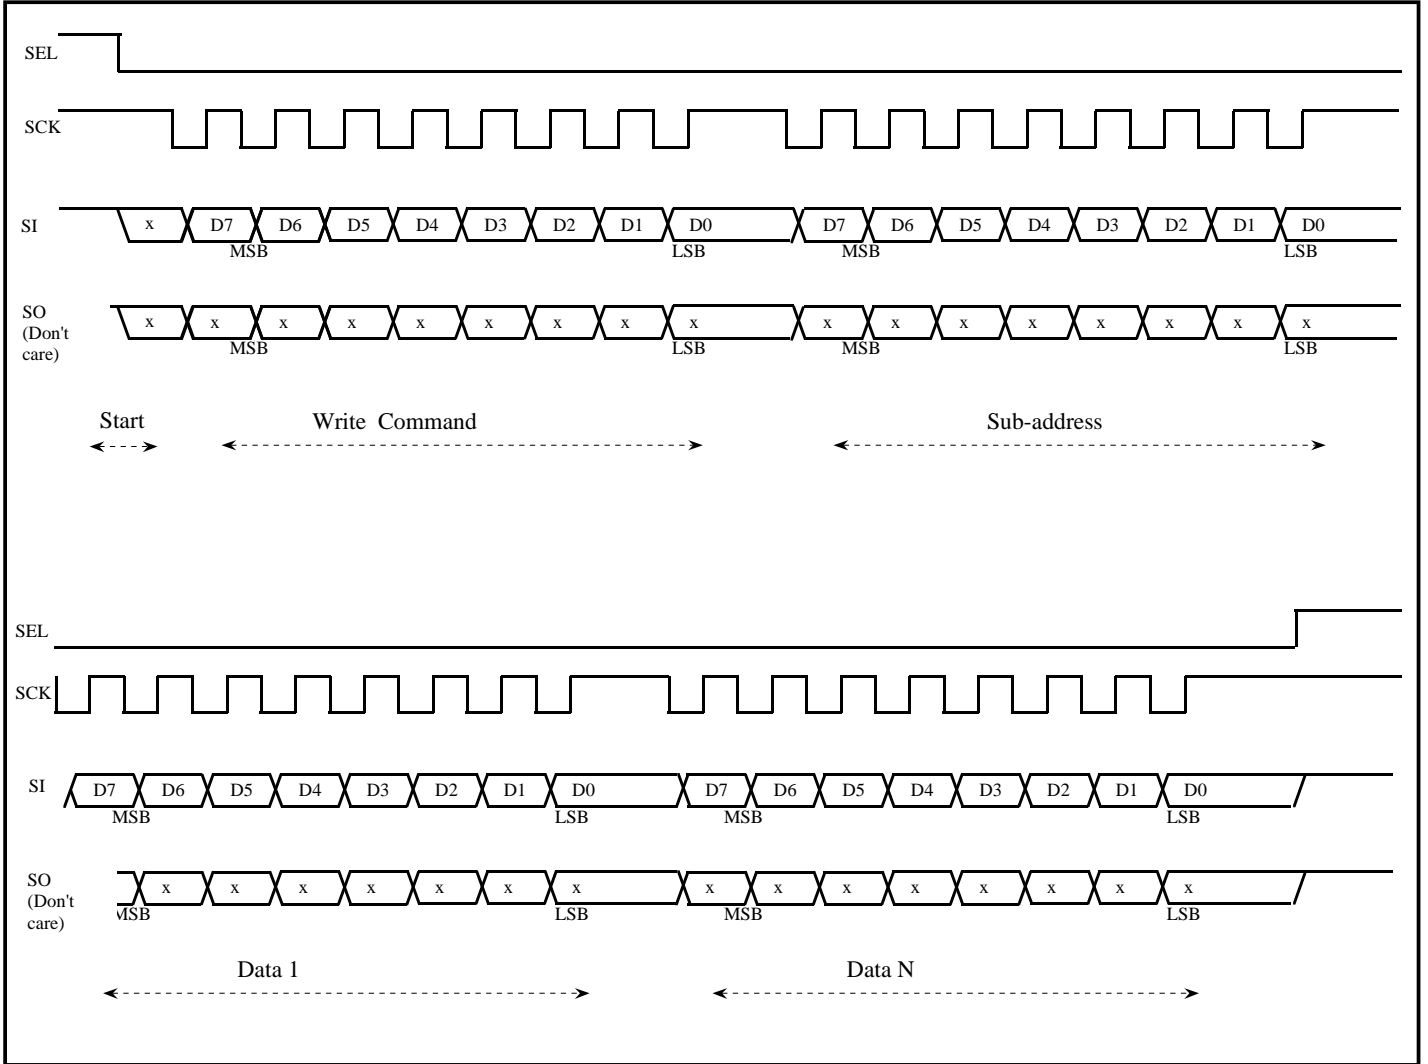 SEL
SCK
SI x D7 D6 D5 D4 D3 D2 D1 D0 D7 D6 D5 D4 D3 D2 D1 D0
MSB LSB MSB LSB
SO
(Don't
care)
x x x x x x x x x x x x x x x x x
MSB LSB MSB LSB
Start Write Command Sub-address
SEL
SCK
SI D7 D6 D5 D4 D3 D2 D1 D0 D7 D6 D5 D4 D3 D2 D1 D0
MSB LSB MSB LSB
SO
(Don't
care)
x x x x x x x x x x x x x x x
MSB LSB MSB LSB
Data 1 Data N